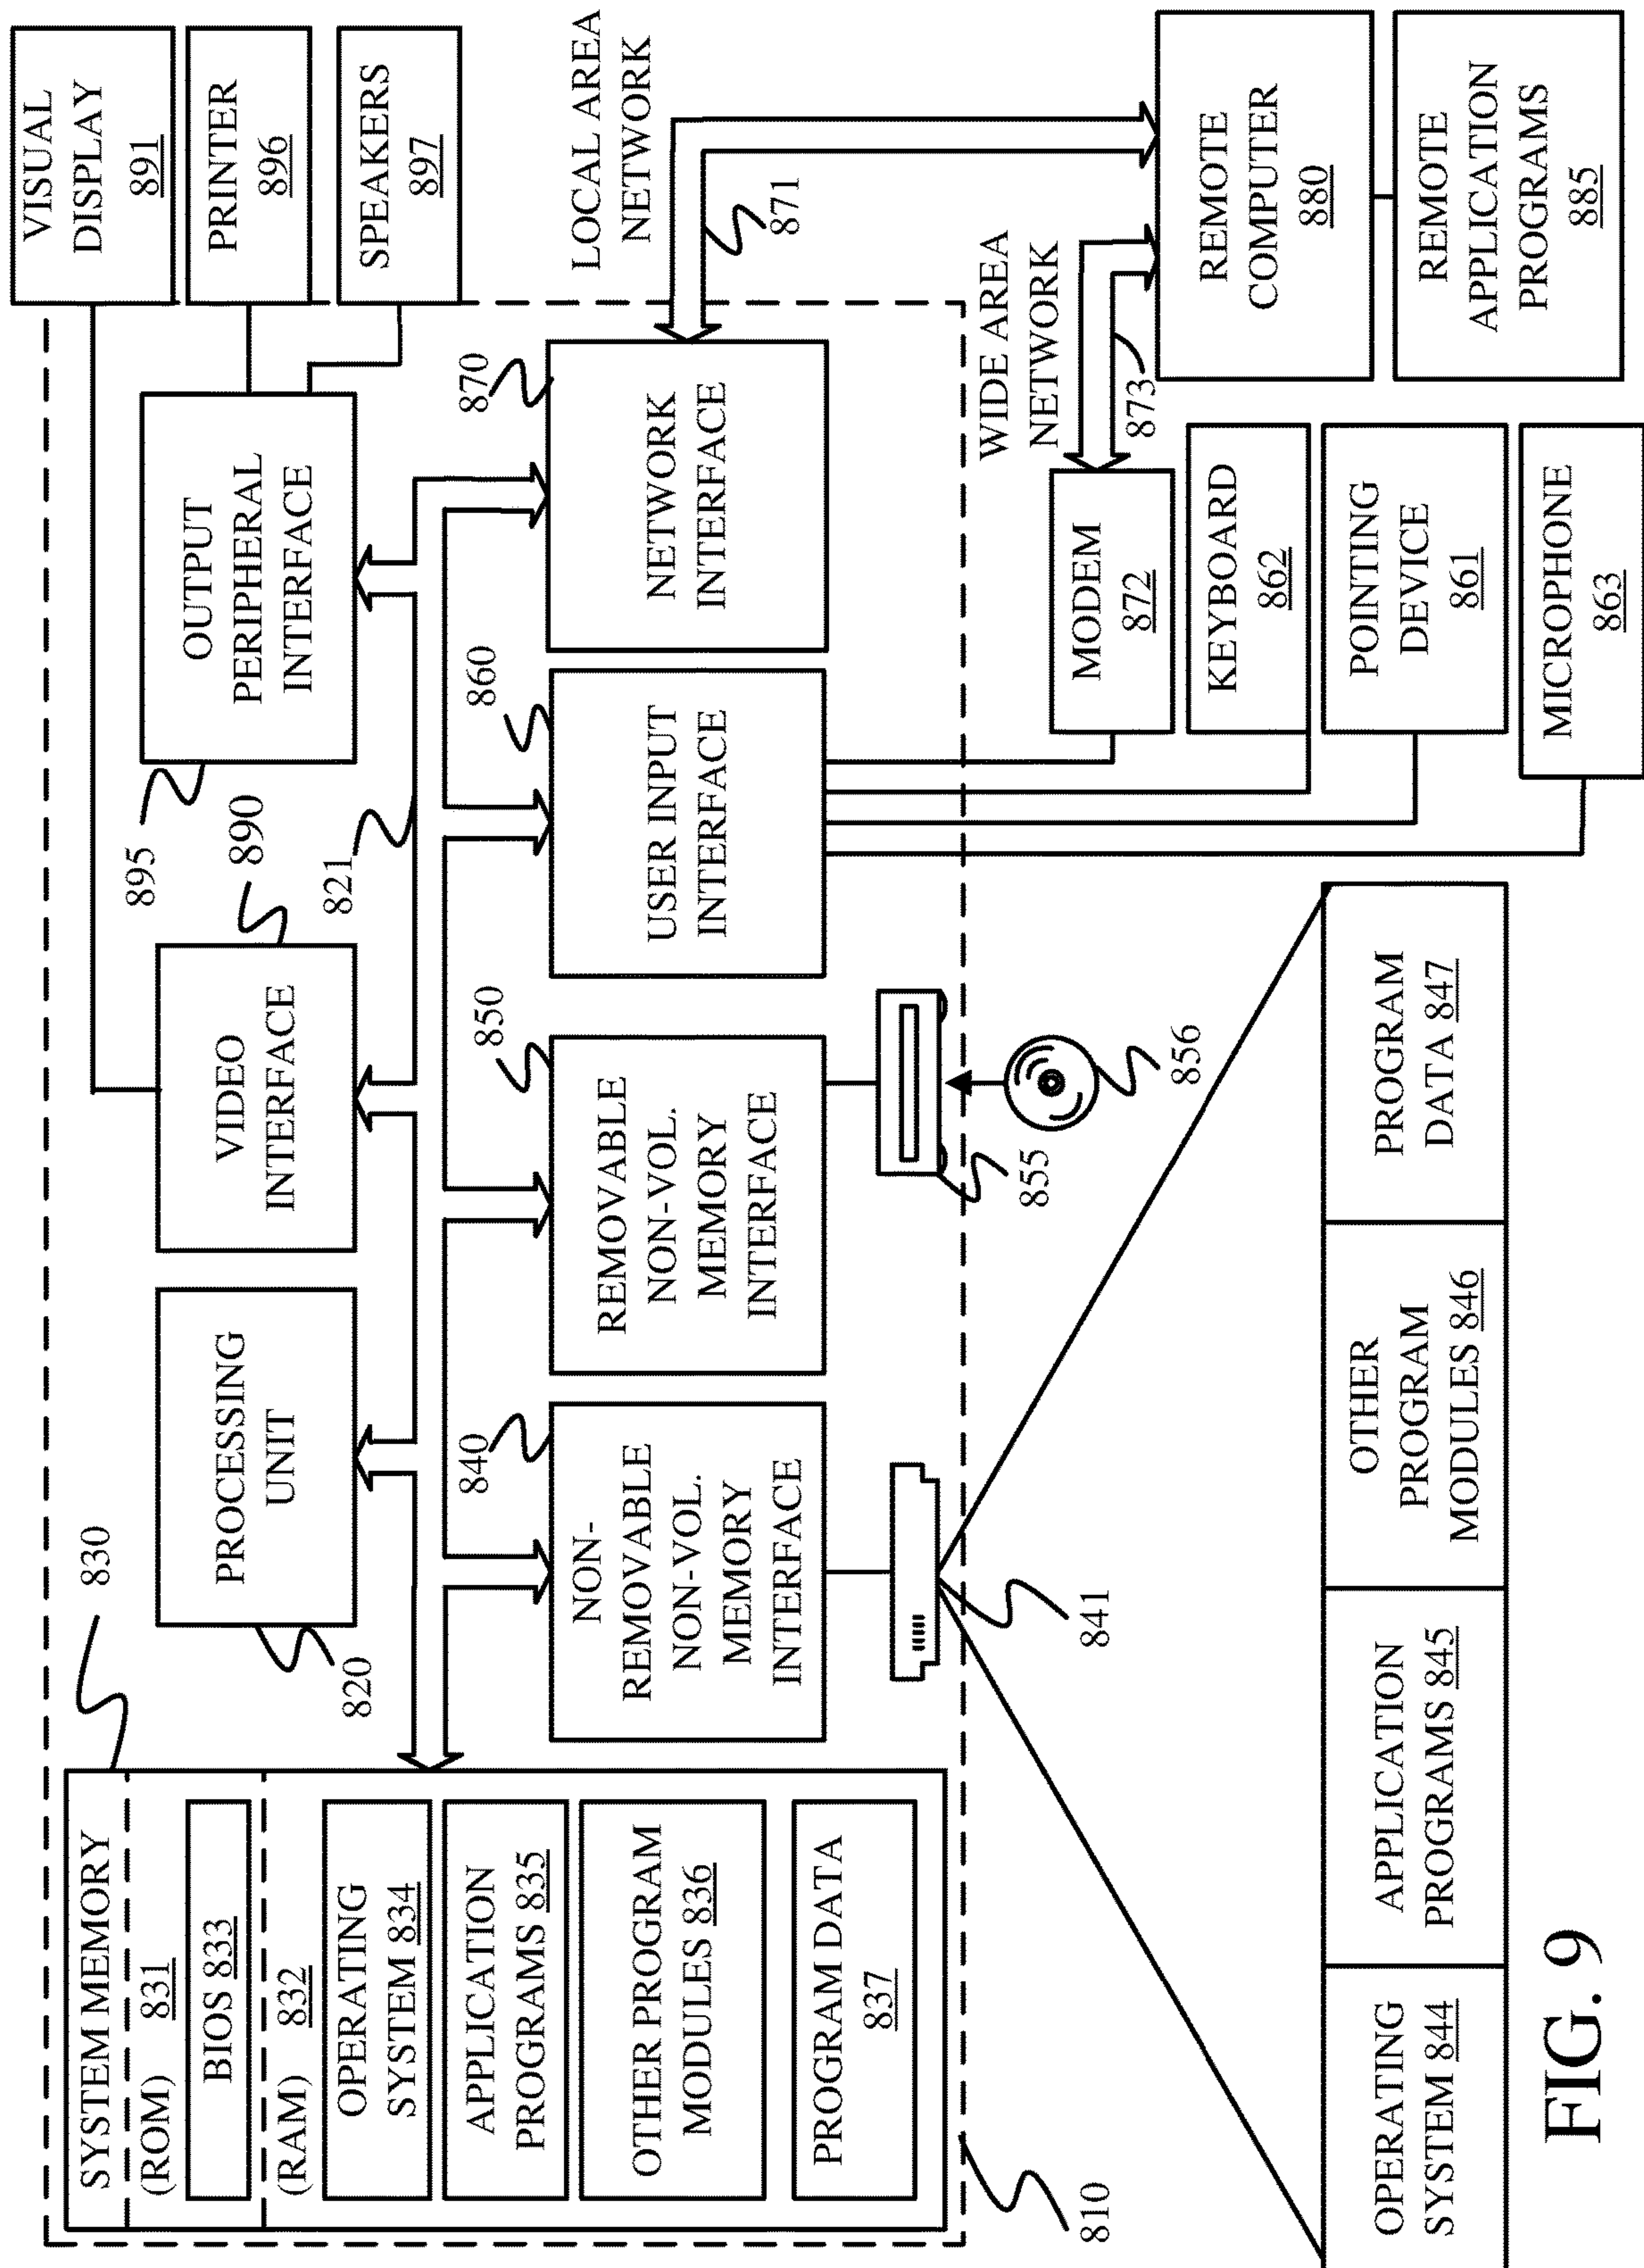 SYSTEM MEMORY
(ROM) 831
BIOS 833
(RAM) 832
OPERATING
SYSTEM 834
APPLICATION
PROGRAMS 835
OTHER PROGRAM
MODULES 836
PROGRAM DATA
837
810
830
820
PROCESSING
UNIT
890
VIDEO
INTERFACE
895
OUTPUT
PERIPHERAL
INTERFACE
821
VISUAL
DISPLAY
891
PRINTER
896
SPEAKERS
897
840
NON-
REMOVABLE
NON-VOL.
MEMORY
INTERFACE
850
REMOVABLE
NON-VOL.
MEMORY
INTERFACE
860
USER INPUT
INTERFACE
870
NETWORK
INTERFACE
LOCAL AREA
NETWORK
871
841
855
856
WIDE AREA
NETWORK
873
MODEM
872
KEYBOARD
862
POINTING
DEVICE
861
MICROPHONE
863
REMOTE
COMPUTER
880
REMOTE
APPLICATION
PROGRAMS
885
OPERATING
SYSTEM 844
APPLICATION
PROGRAMS 845
OTHER
PROGRAM
MODULES 846
PROGRAM
DATA 847
FIG. 9